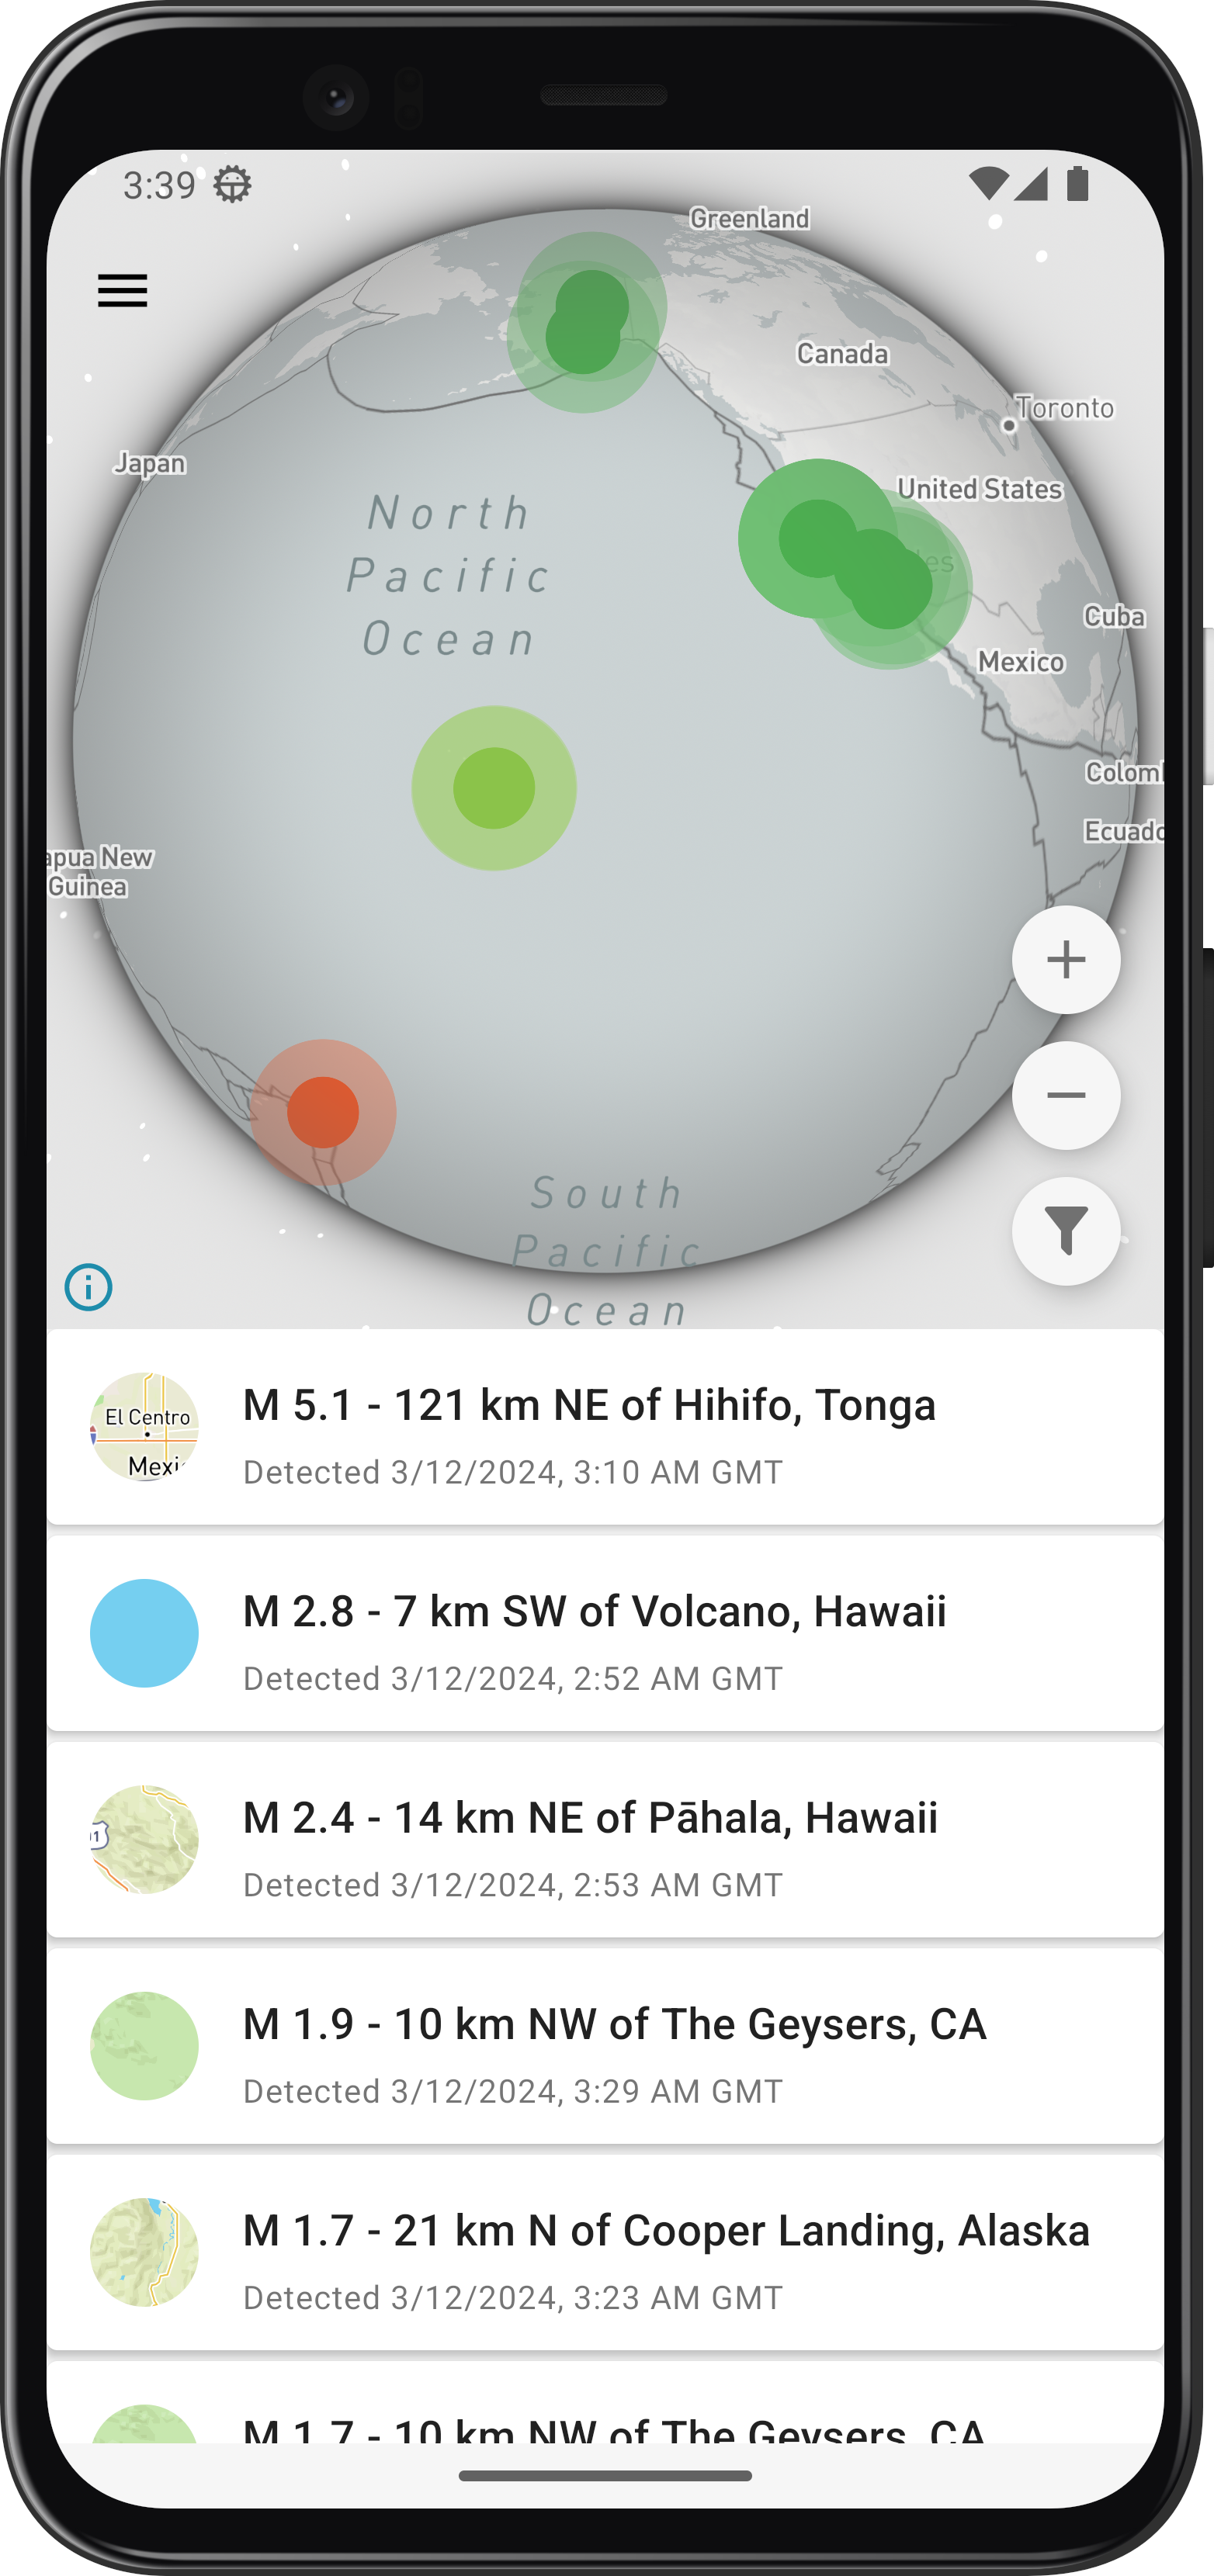 3:39
Greenland
Canada
Toronto
Japan
United States
North
Pacific
Ocean
Cuba
Mexico
Colom
Ecuado
apua New
Guinea
South
Pacific
Ocean
El Centro
Mexic
M 5.1 - 121 km NE of Hihifo, Tonga
Detected 3/12/2024, 3:10 AM GMT
M 2.8 - 7 km SW of Volcano, Hawaii
Detected 3/12/2024, 2:52 AM GMT
M 2.4 - 14 km NE of Pāhala, Hawaii
Detected 3/12/2024, 2:53 AM GMT
M 1.9 - 10 km NW of The Geysers, CA
Detected 3/12/2024, 3:29 AM GMT
M 1.7 - 21 km N of Cooper Landing, Alaska
Detected 3/12/2024, 3:23 AM GMT
M 1.7 - 10 km NW of The Geysers, CA